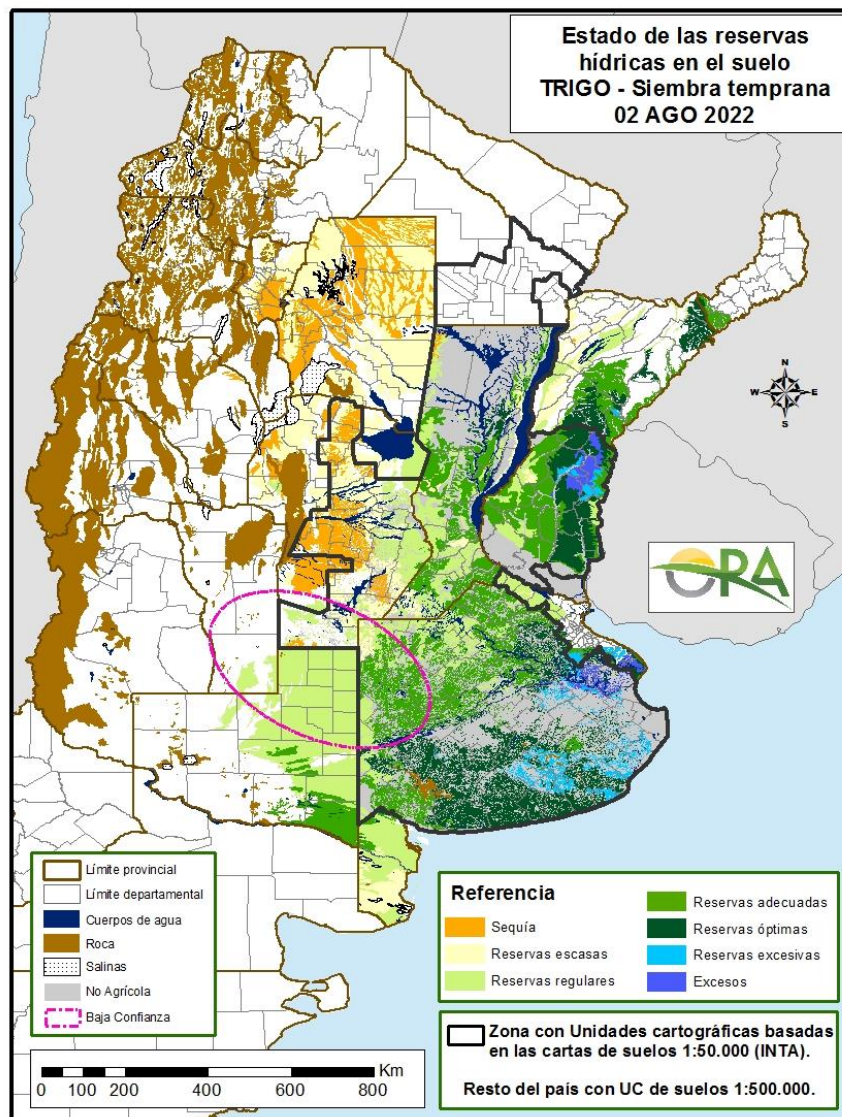 Estado de las reservas
hídricas en el suelo
TRIGO - Siembra temprana
02 AGO 2022
N
W
E
S
ORA
Límite provincial
Límite departamental
Cuerpos de agua
Roca
Salinas
No Agrícola
Baja Confianza
Referencia
Sequía
Reservas escasas
Reservas regulares
Reservas adecuadas
Reservas óptimas
Reservas excesivas
Excesos
Km
0 100 200 400 600 800
Zona con Unidades cartográficas basadas
en las cartas de suelos 1:50.000 (INTA).
Resto del país con UC de suelos 1:500.000.